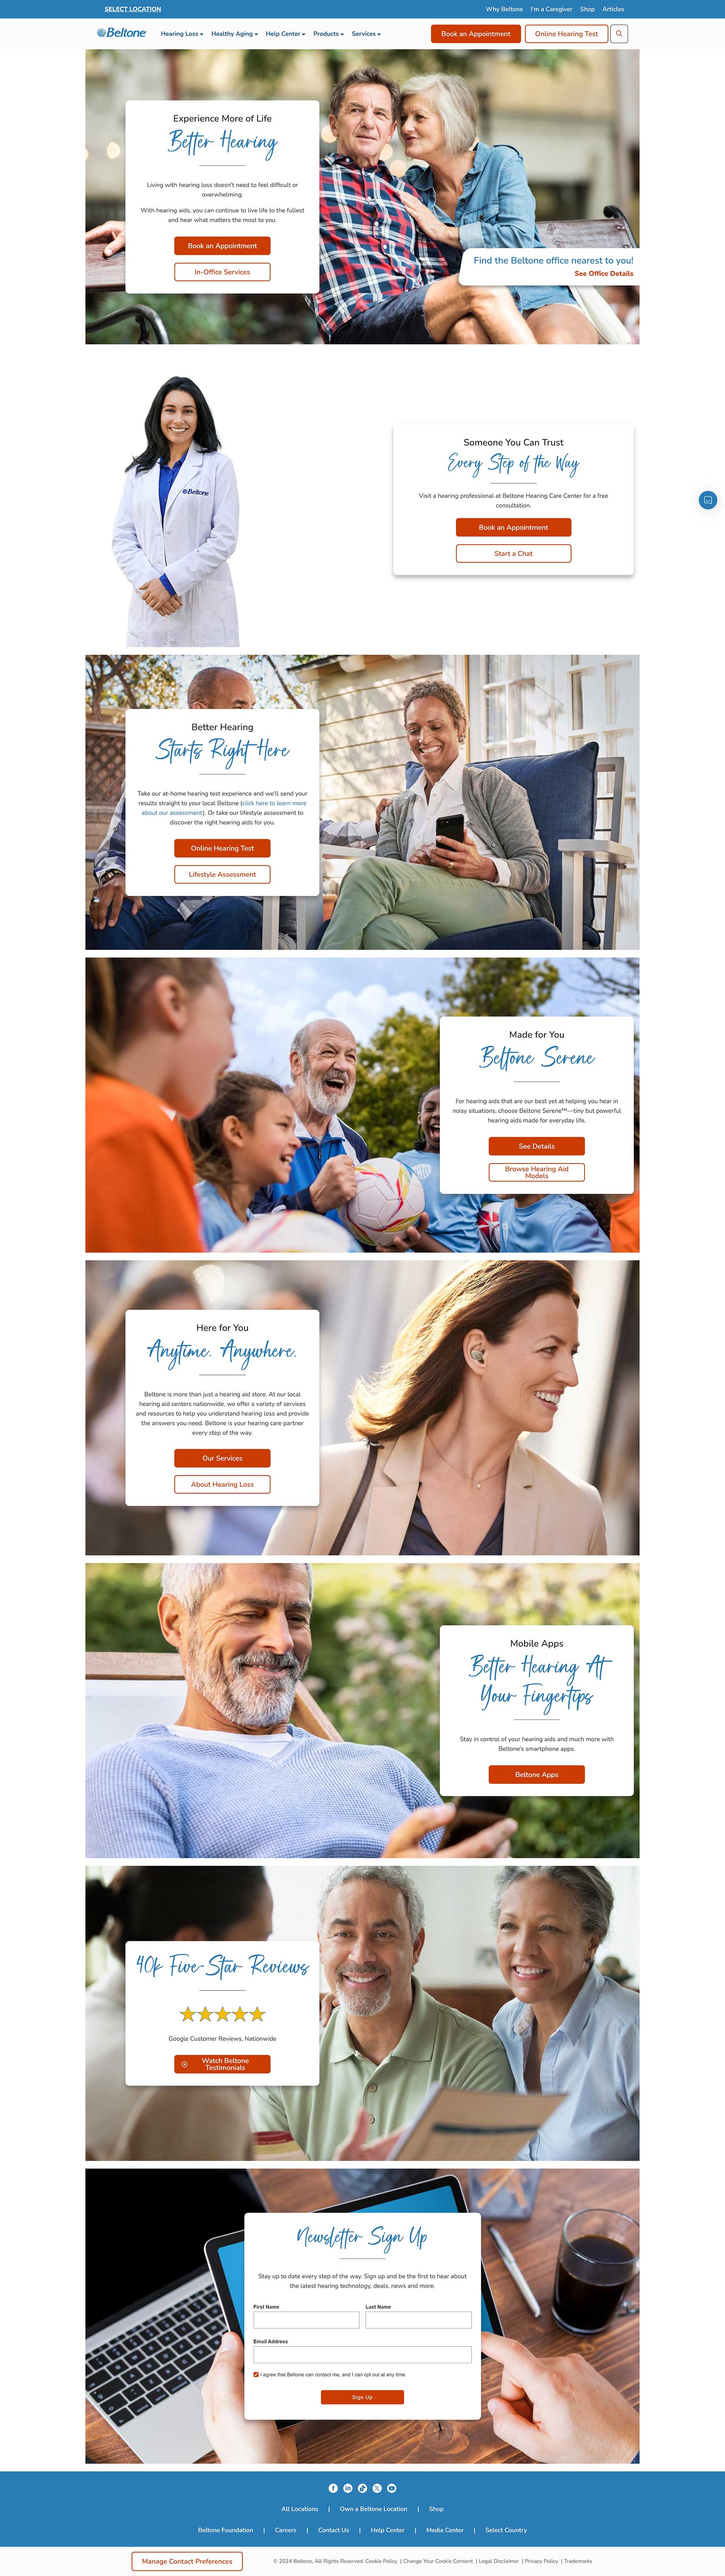 SELECT LOCATION
Why Beltone
I'm a Caregiver
Shop
Articles
Beltone
Hearing Loss
Healthy Aging
Help Center
Products
Services
Book an Appointment
Online Hearing Test
Experience More of Life
Better Hearing
Living with hearing loss doesn't need to feel difficult or
overwhelming.
With hearing aids, you can continue to live life to the fullest
and hear what matters the most to you.
Book an Appointment
In-Office Services
Find the Beltone office nearest to you!
See Office Details
Beltone
Someone You Can Trust
Every Step of the Way
Visit a hearing professional at Beltone Hearing Care Center for a free
consultation.
Book an Appointment
Start a Chat
Better Hearing
Starts Right Here
Take our at-home hearing test experience and we'll send your
results straight to your local Beltone (click here to learn more
about our assessment). Or take our lifestyle assessment to
discover the right hearing aids for you.
Online Hearing Test
Lifestyle Assessment
Made for You
Beltone Serene
For hearing aids that are our best yet at helping you hear in
noisy situations, choose Beltone Serene™—tiny but powerful
hearing aids made for everyday life.
See Details
Browse Hearing Aid
Models
Here for You
Anytime. Anywhere.
Beltone is more than just a hearing aid store. At our local
hearing aid centers nationwide, we offer a variety of services
and resources to help you understand hearing loss and provide
the answers you need. Beltone is your hearing care partner
every step of the way.
Our Services
About Hearing Loss
Mobile Apps
Better Hearing At
Your Fingertips
Stay in control of your hearing aids and much more with
Beltone's smartphone apps.
Beltone Apps
40k Five-Star Reviews
Google Customer Reviews, Nationwide
Watch Beltone
Testimonials
Newsletter Sign Up
Stay up to date every step of the way. Sign up and be the first to hear about
the latest hearing technology, deals, news and more.
First Name
Last Name
Email Address
I agree that Beltone can contact me, and I can opt out at any time
Sign Up
All Locations | Own a Beltone Location | Shop
Beltone Foundation | Careers | Contact Us | Help Center | Media Center | Select Country
Manage Contact Preferences
© 2024 Beltone, All Rights Reserved. Cookie Policy | Change Your Cookie Consent | Legal Disclaimer | Privacy Policy | Trademarks